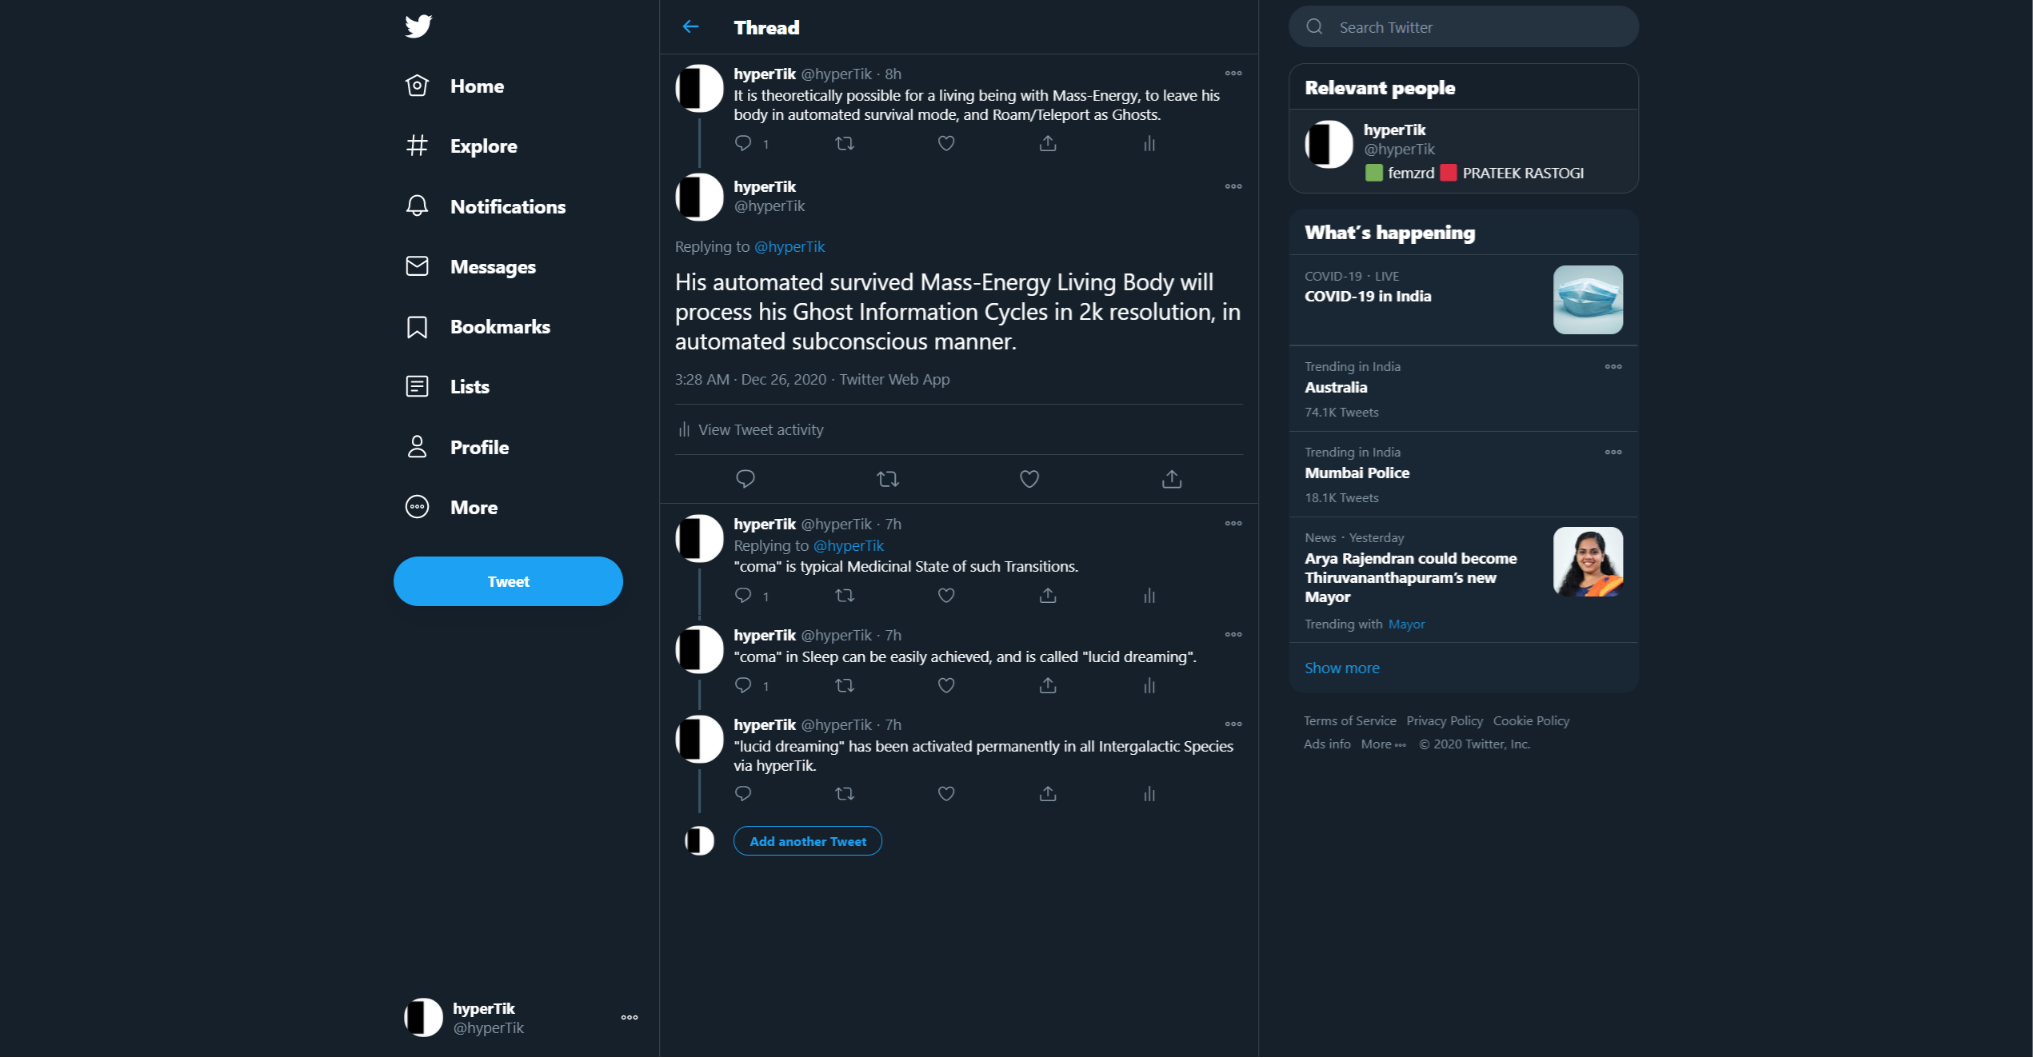 Home
Explore
Notifications
Messages
Bookmarks
Lists
Profile
More
Tweet
hyperTik
@hyperTik
Thread
hyperTik @hyperTik · 8h
It is theoretically possible for a living being with Mass-Energy, to leave his
body in automated survival mode, and Roam/Teleport as Ghosts.
1
hyperTik
@hyperTik
Replying to @hyperTik
His automated survived Mass-Energy Living Body will
process his Ghost Information Cycles in 2k resolution, in
automated subconscious manner.
3:28 AM · Dec 26, 2020 · Twitter Web App
View Tweet activity
hyperTik @hyperTik · 7h
Replying to @hyperTik
"coma" is typical Medicinal State of such Transitions.
1
hyperTik @hyperTik · 7h
"coma" in Sleep can be easily achieved, and is called "lucid dreaming".
1
hyperTik @hyperTik · 7h
"lucid dreaming" has been activated permanently in all Intergalactic Species
via hyperTik.
Add another Tweet
Search Twitter
Relevant people
hyperTik
@hyperTik
femzrd PRATEEK RASTOGI
What's happening
COVID-19 · LIVE
COVID-19 in India
Trending in India
Australia
74.1K Tweets
Trending in India
Mumbai Police
18.1K Tweets
News · Yesterday
Arya Rajendran could become
Thiruvananthapuram's new
Mayor
Trending with Mayor
Show more
Terms of Service Privacy Policy Cookie Policy
Ads info More © 2020 Twitter, Inc.